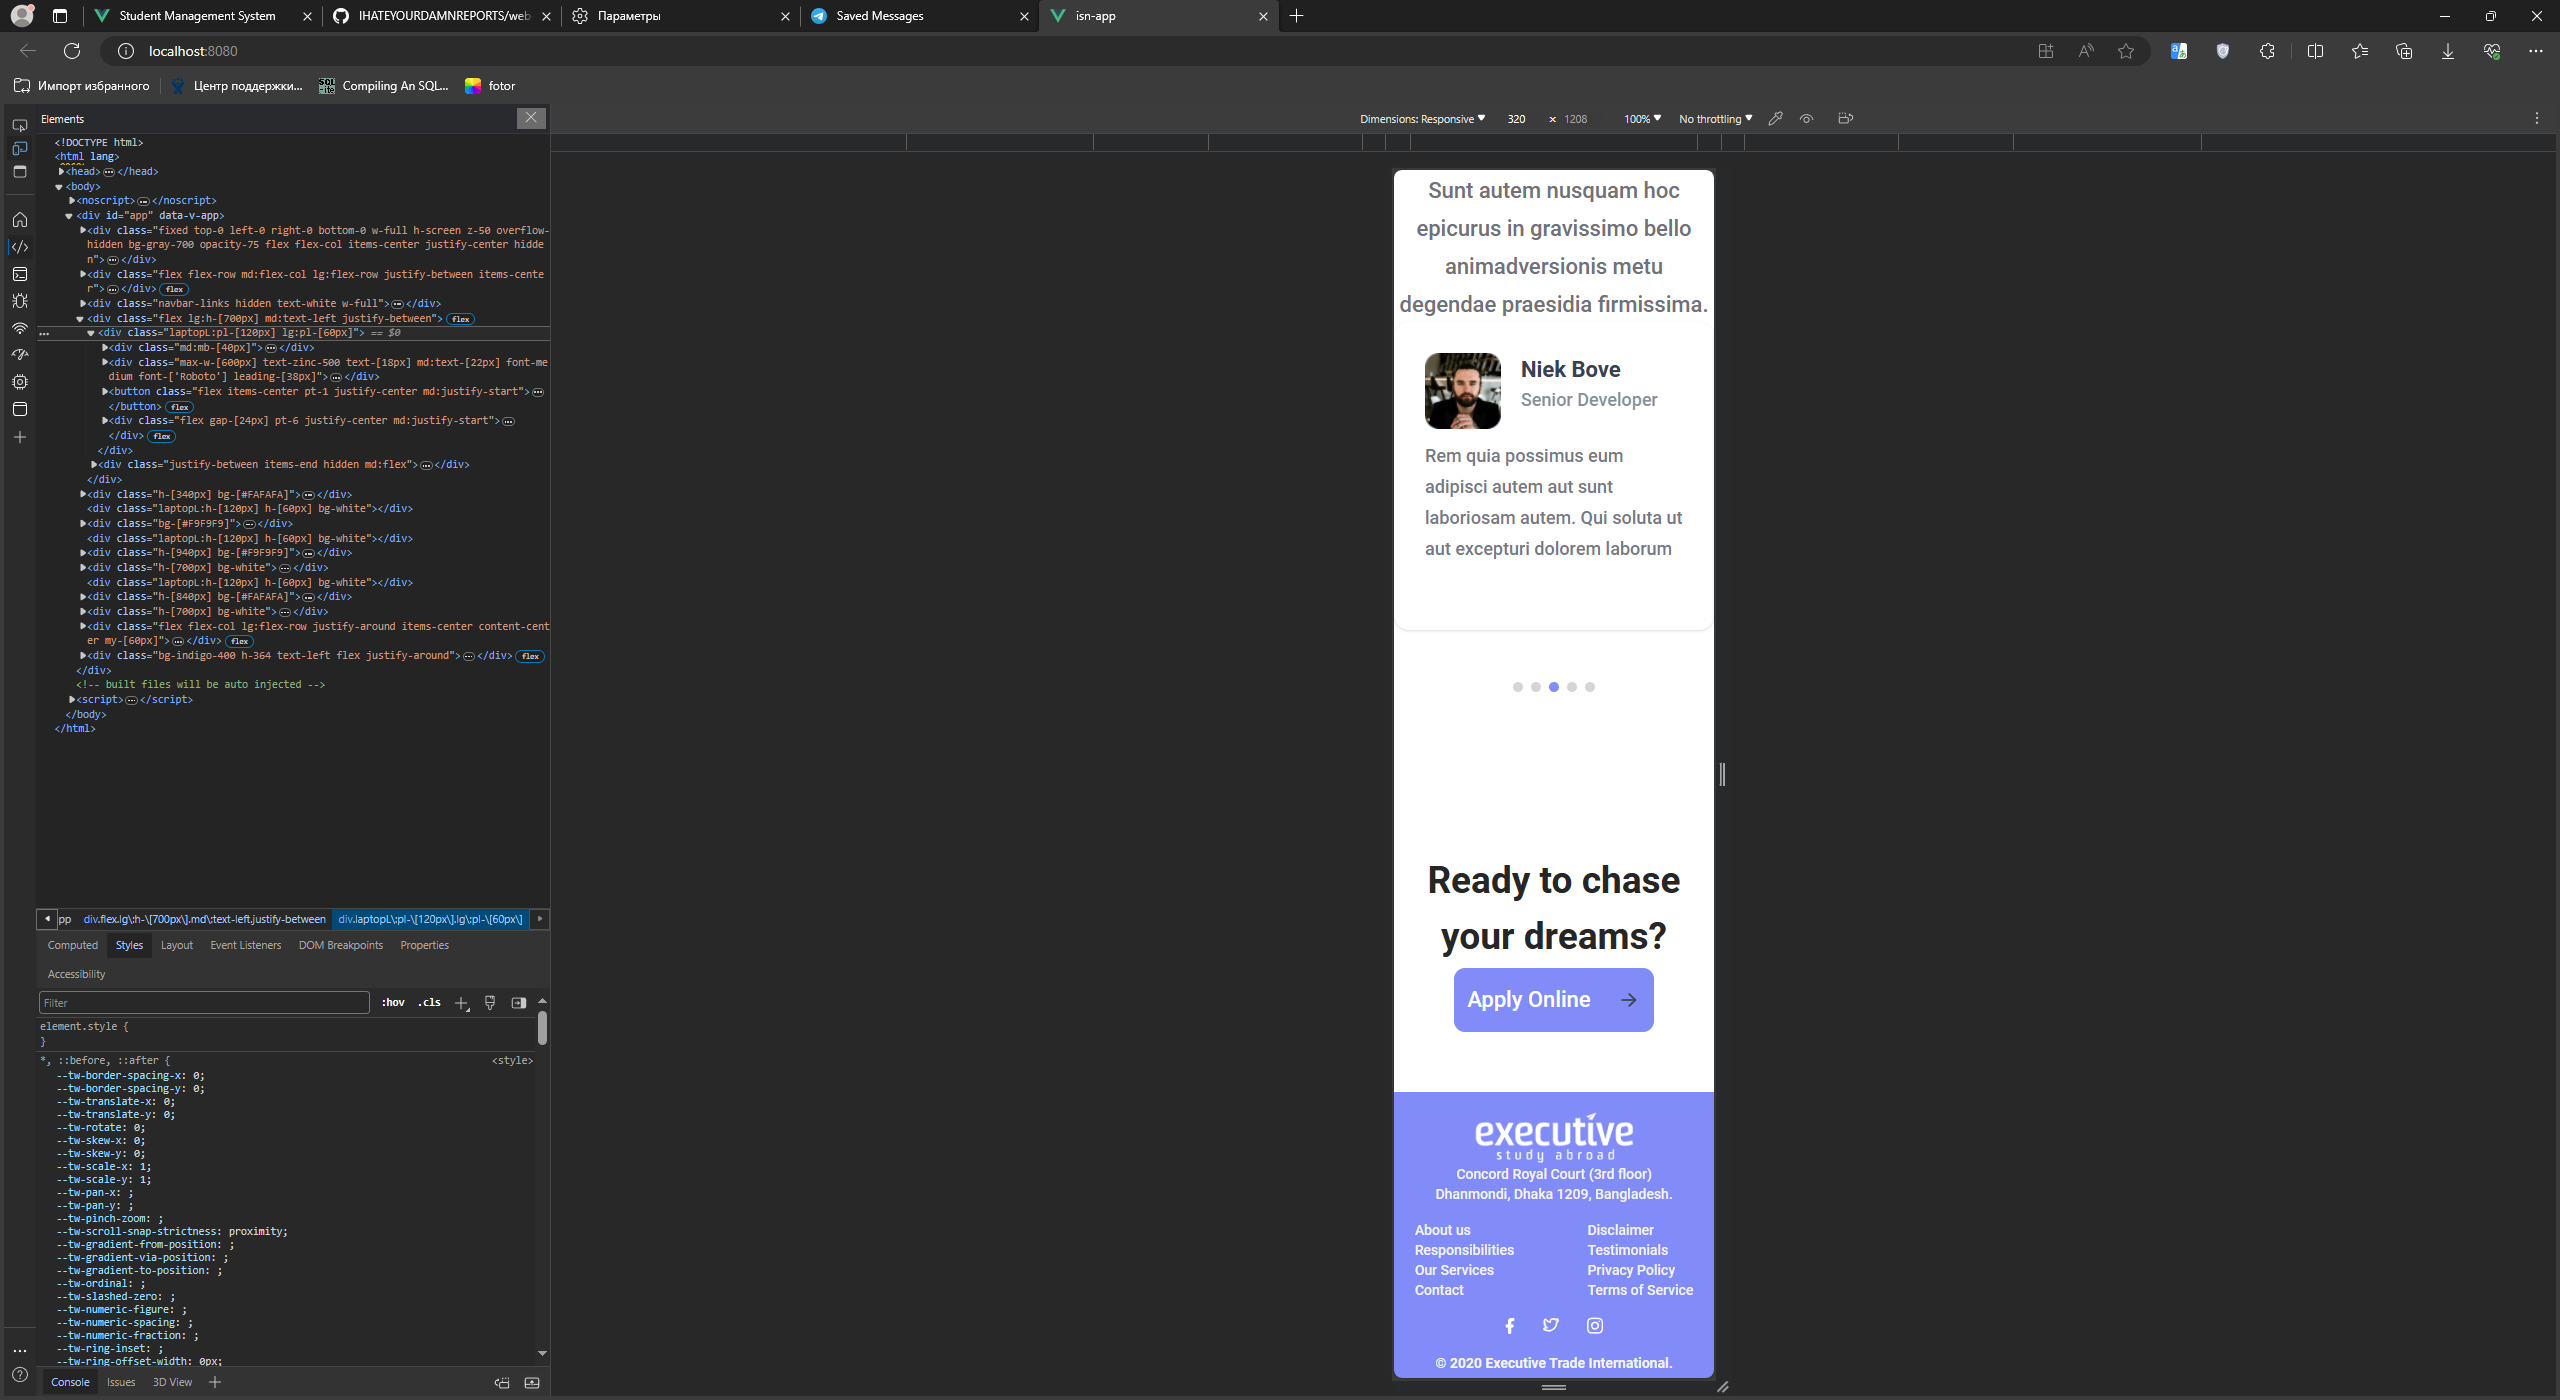 Student Management System
IHATEYOURDAMNREPORTS/web
Параметры
Saved Messages
isn-app
localhost:8080
Импорт избранного
Центр поддержки...
Compiling An SQL...
fotor
Elements
Dimensions: Responsive 320 × 1208 100% No throttling
<!DOCTYPE html>
<html lang>
<head> </head>
<body>
<noscript> </noscript>
<div id="app" data-v-app>
<div class="fixed top-0 left-0 right-0 bottom-0 w-full h-screen z-50 overflow-
hidden bg-gray-700 opacity-75 flex flex-col items-center justify-center hidde
n"> </div>
<div class="flex flex-row md:flex-col lg:flex-row justify-between items-cente
r"> </div> flex
<div class="navbar-links hidden text-white w-full"> </div>
<div class="flex lg:h-[700px] md:text-left justify-between"> flex
<div class="laptopL:pl-[120px] lg:pl-[60px]"> == $0
<div class="md:mb-[40px]"> </div>
<div class="max-w-[600px] text-zinc-500 text-[18px] md:text-[22px] font-me
dium font-['Roboto'] leading-[38px]"> </div>
<button class="flex items-center pt-1 justify-center md:justify-start">
</button> flex
<div class="flex gap-[24px] pt-6 justify-center md:justify-start">
</div> flex
</div>
<div class="justify-between items-end hidden md:flex"> </div>
</div>
<div class="h-[340px] bg-[#FAFAFA]"> </div>
<div class="laptopL:h-[120px] h-[60px] bg-white"></div>
<div class="bg-[#F9F9F9]"> </div>
<div class="laptopL:h-[120px] h-[60px] bg-white"></div>
<div class="h-[940px] bg-[#F9F9F9]"> </div>
<div class="h-[700px] bg-white"> </div>
<div class="laptopL:h-[120px] h-[60px] bg-white"></div>
<div class="h-[840px] bg-[#FAFAFA]"> </div>
<div class="h-[700px] bg-white"> </div>
<div class="flex flex-col lg:flex-row justify-around items-center content-cent
er my-[60px]"> </div> flex
<div class="bg-indigo-400 h-364 text-left flex justify-around"> </div> flex
</div>
<!-- built files will be auto injected -->
<script> </script>
</body>
</html>
pp div.flex.lg\:h-\[700px\].md\:text-left.justify-between div.laptopL\:pl-\[120px\].lg\:pl-\[60px\]
Computed Styles Layout Event Listeners DOM Breakpoints Properties
Accessibility
Filter :hov .cls
element.style {
}
*, ::before, ::after { <style>
--tw-border-spacing-x: 0;
--tw-border-spacing-y: 0;
--tw-translate-x: 0;
--tw-translate-y: 0;
--tw-rotate: 0;
--tw-skew-x: 0;
--tw-skew-y: 0;
--tw-scale-x: 1;
--tw-scale-y: 1;
--tw-pan-x: ;
--tw-pan-y: ;
--tw-pinch-zoom: ;
--tw-scroll-snap-strictness: proximity;
--tw-gradient-from-position: ;
--tw-gradient-via-position: ;
--tw-gradient-to-position: ;
--tw-ordinal: ;
--tw-slashed-zero: ;
--tw-numeric-figure: ;
--tw-numeric-spacing: ;
--tw-numeric-fraction: ;
--tw-ring-inset: ;
--tw-ring-offset-width: 0px;
Console Issues 3D View
Sunt autem nusquam hoc
epicurus in gravissimo bello
animadversionis metu
degendae praesidia firmissima.
Niek Bove
Senior Developer
Rem quia possimus eum
adipisci autem aut sunt
laboriosam autem. Qui soluta ut
aut excepturi dolorem laborum
Ready to chase
your dreams?
Apply Online
executive
study abroad
Concord Royal Court (3rd floor)
Dhanmondi, Dhaka 1209, Bangladesh.
About us
Responsibilities
Our Services
Contact
Disclaimer
Testimonials
Privacy Policy
Terms of Service
© 2020 Executive Trade International.